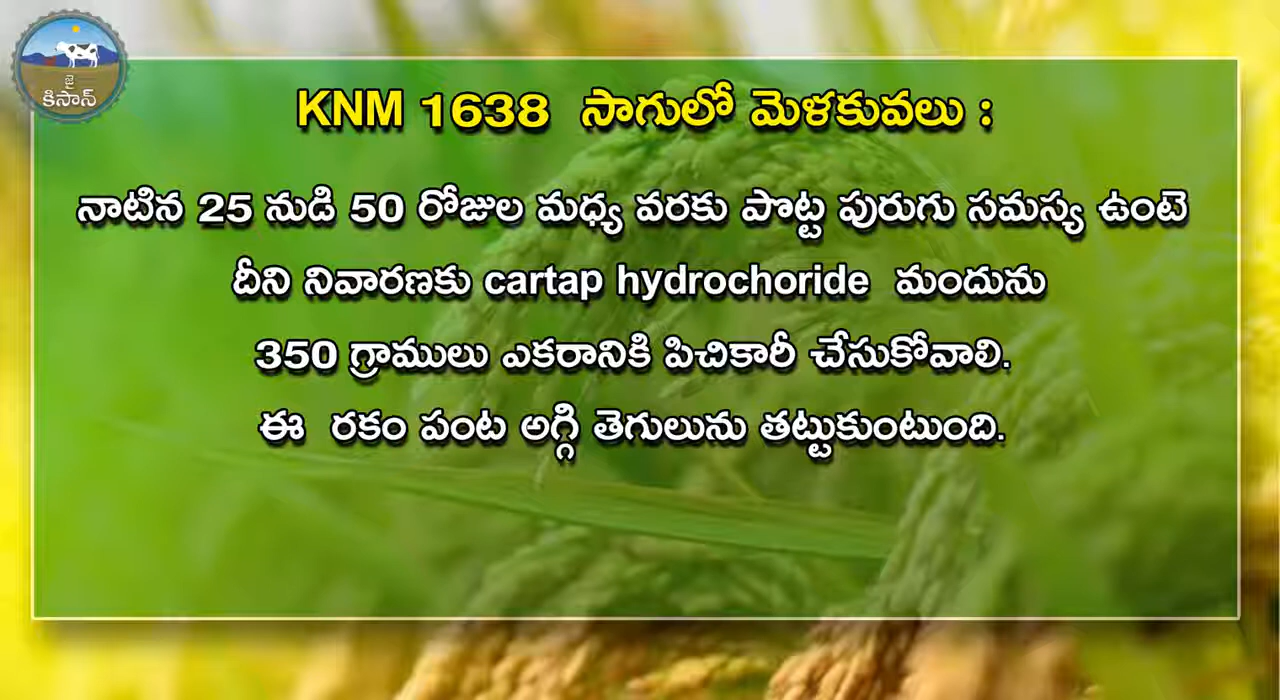 జై
కిసాన్
KNM 1638 సాగులో మెళకువలు :
నాటిన 25 నుడి 50 రోజుల మధ్య వరకు పొట్ట పురుగు సమస్య ఉంటె
దీని నివారణకు cartap hydrochoride మందును
350 గ్రాములు ఎకరానికి పిచికారీ చేసుకోవాలి.
ఈ రకం పంట అగ్గి తెగులును తట్టుకుంటుంది.